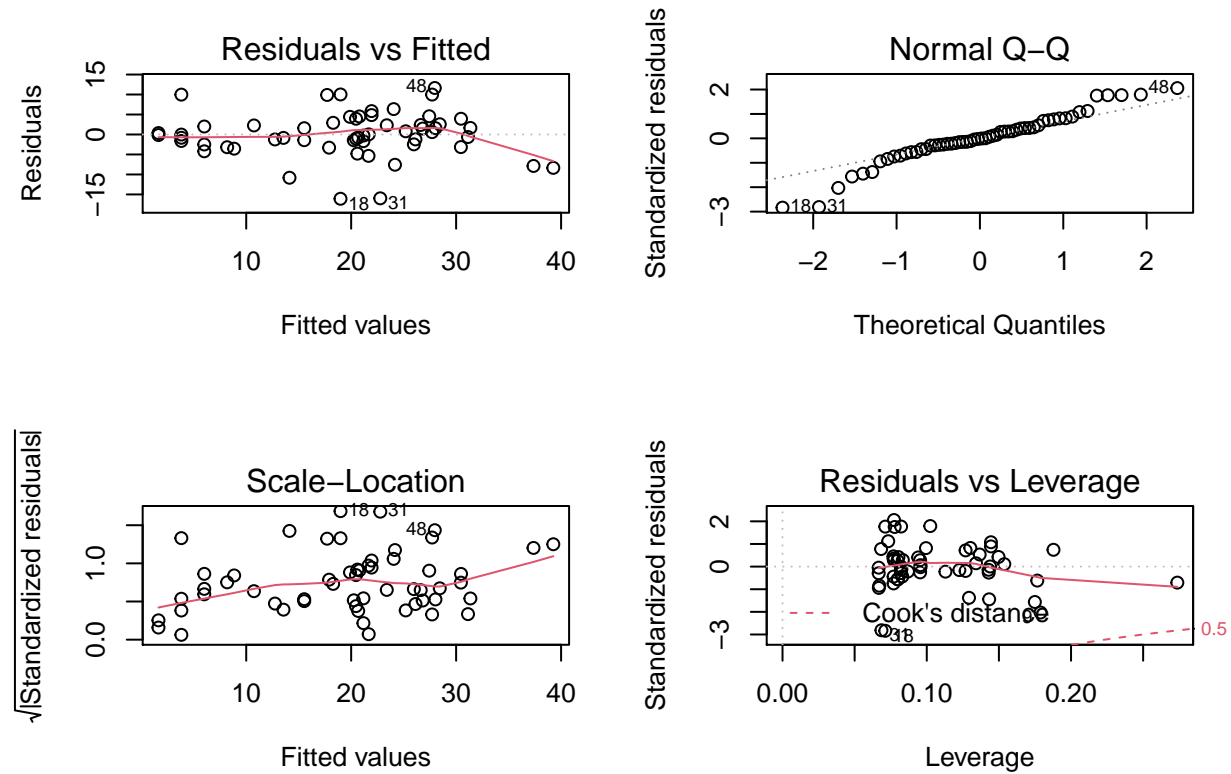 Residuals vs Fitted
Residuals
15
0
−15
48
18
31
10
20
30
40
Fitted values
Normal Q−Q
Standardized residuals
2
0
−3
48
18
31
−2
−1
0
1
2
Theoretical Quantiles
Scale−Location
√|Standardized residuals|
1.0
0.0
18
31
48
10
20
30
40
Fitted values
Residuals vs Leverage
Standardized residuals
2
0
−3
Cook's distance
0.5
0.00
0.10
0.20
Leverage